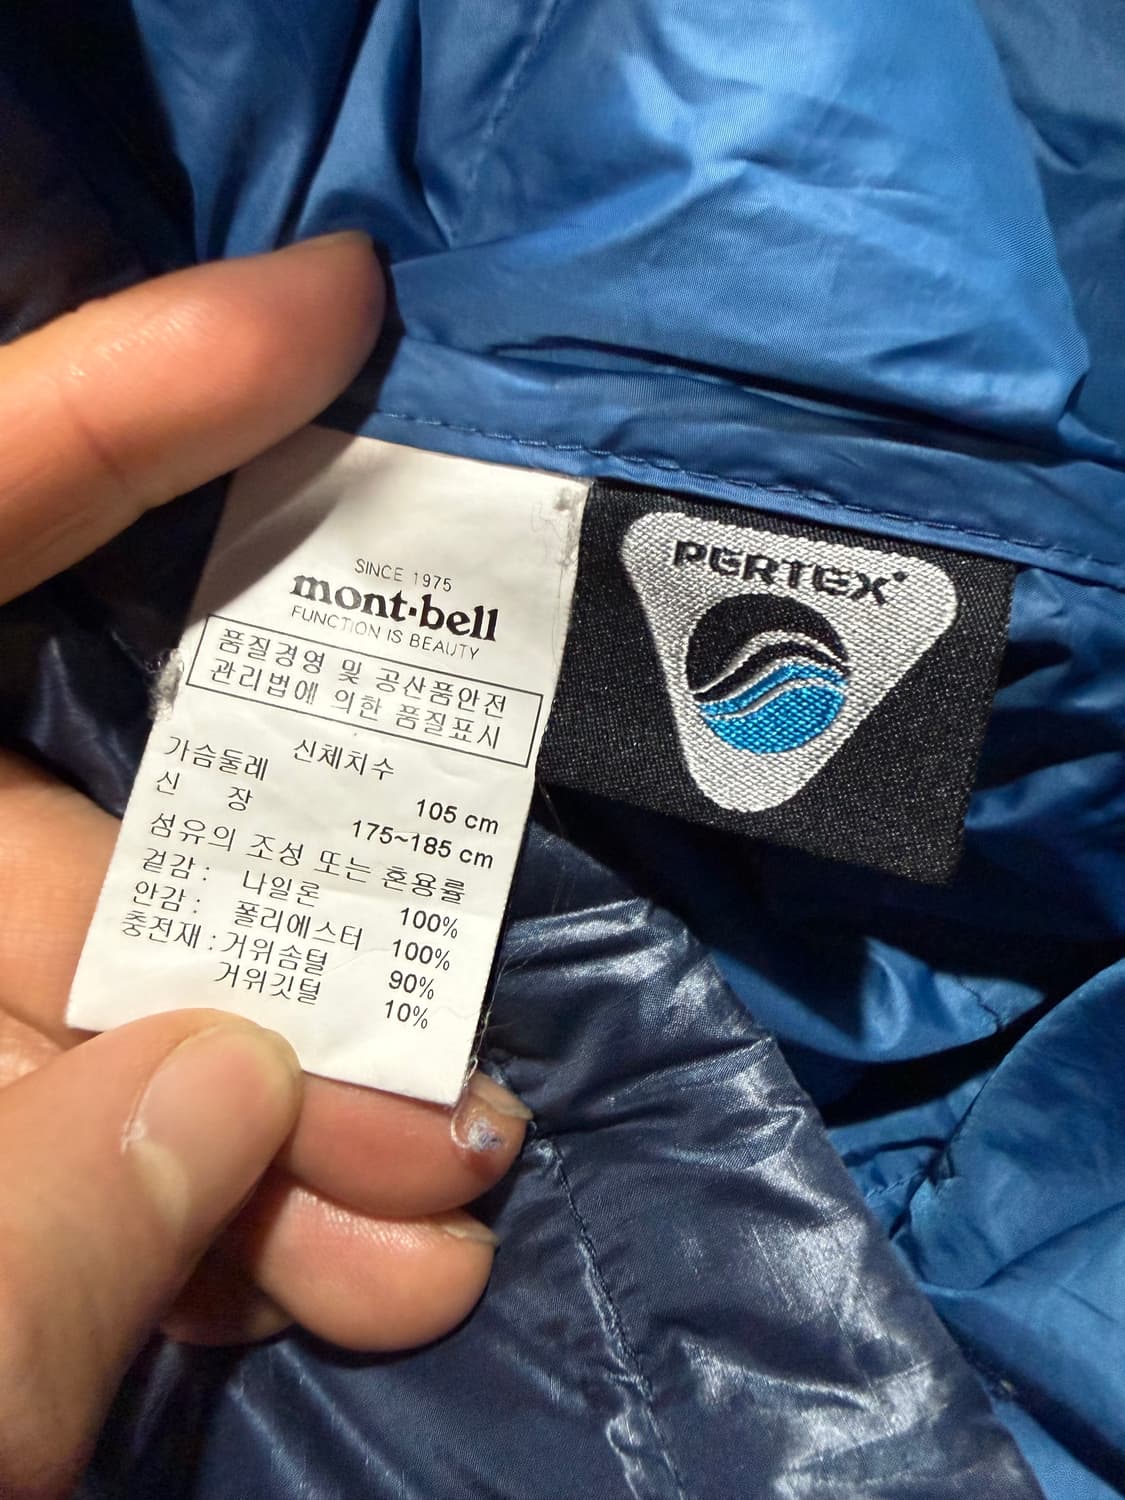 SINCE 1975
mont·bell
FUNCTION IS BEAUTY
품질경영 및 공산품안전
관리법에 의한 품질표시
신체치수
가슴둘레 105 cm
신 장 175~185 cm
섬유의 조성 또는 혼용률
겉감 : 나일론 100%
안감 : 폴리에스터 100%
충전재 : 거위솜털 90%
거위깃털 10%
PERTEX